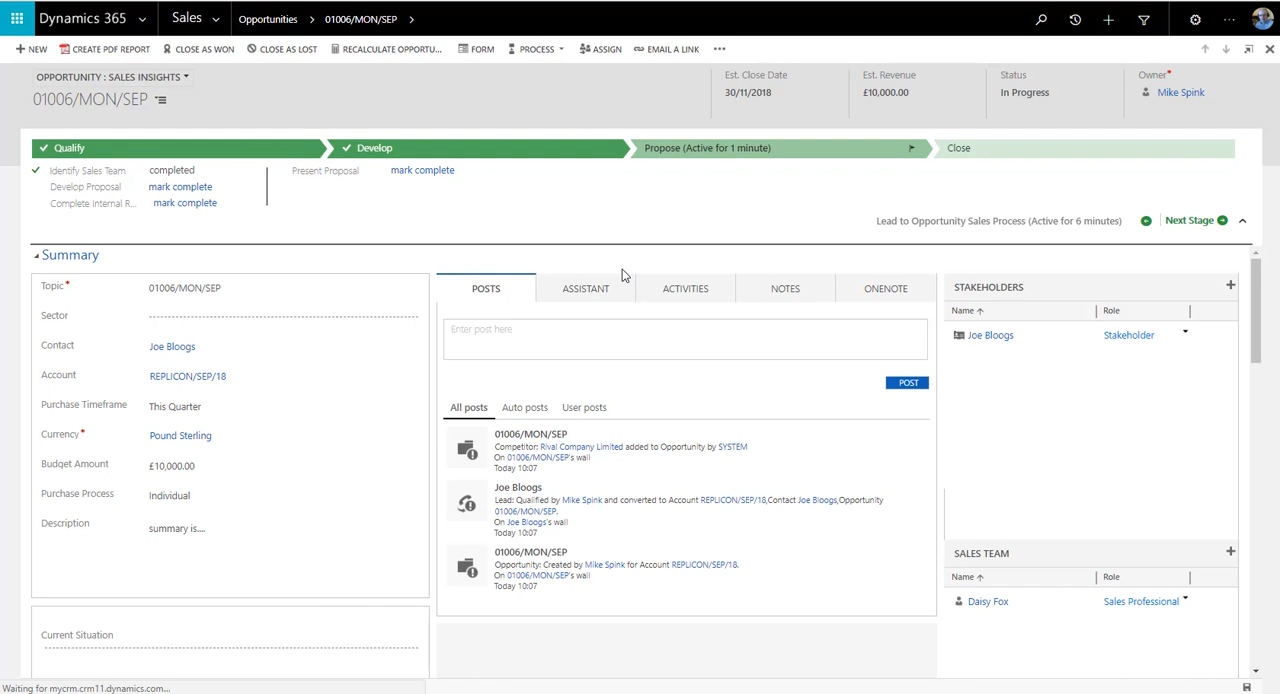 Dynamics 365 Sales Opportunities 01006/MON/SEP
NEW CREATE PDF REPORT CLOSE AS WON CLOSE AS LOST RECALCULATE OPPORTU... FORM PROCESS ASSIGN EMAIL A LINK
OPPORTUNITY : SALES INSIGHTS
01006/MON/SEP
Est. Close Date
30/11/2018
Est. Revenue
£10,000.00
Status
In Progress
Owner*
Mike Spink
Qualify Develop Propose (Active for 1 minute) Close
Identify Sales Team completed
Develop Proposal mark complete
Complete Internal R... mark complete
Present Proposal mark complete
Lead to Opportunity Sales Process (Active for 6 minutes) Next Stage
Summary
Topic* 01006/MON/SEP
Sector
Contact Joe Bloogs
Account REPLICON/SEP/18
Purchase Timeframe This Quarter
Currency* Pound Sterling
Budget Amount £10,000.00
Purchase Process Individual
Description summary is....
Current Situation
POSTS ASSISTANT ACTIVITIES NOTES ONENOTE
Enter post here
POST
All posts Auto posts User posts
01006/MON/SEP
Competitor: Rival Company Limited added to Opportunity by SYSTEM
On 01006/MON/SEP's wall
Today 10:07
Joe Bloogs
Lead: Qualified by Mike Spink and converted to Account REPLICON/SEP/18,Contact Joe Bloogs,Opportunity
01006/MON/SEP.
On Joe Bloogs's wall
Today 10:07
01006/MON/SEP
Opportunity: Created by Mike Spink for Account REPLICON/SEP/18.
On 01006/MON/SEP's wall
Today 10:07
STAKEHOLDERS
Name Role
Joe Bloogs Stakeholder
SALES TEAM
Name Role
Daisy Fox Sales Professional
Waiting for mycrm.crm11.dynamics.com...